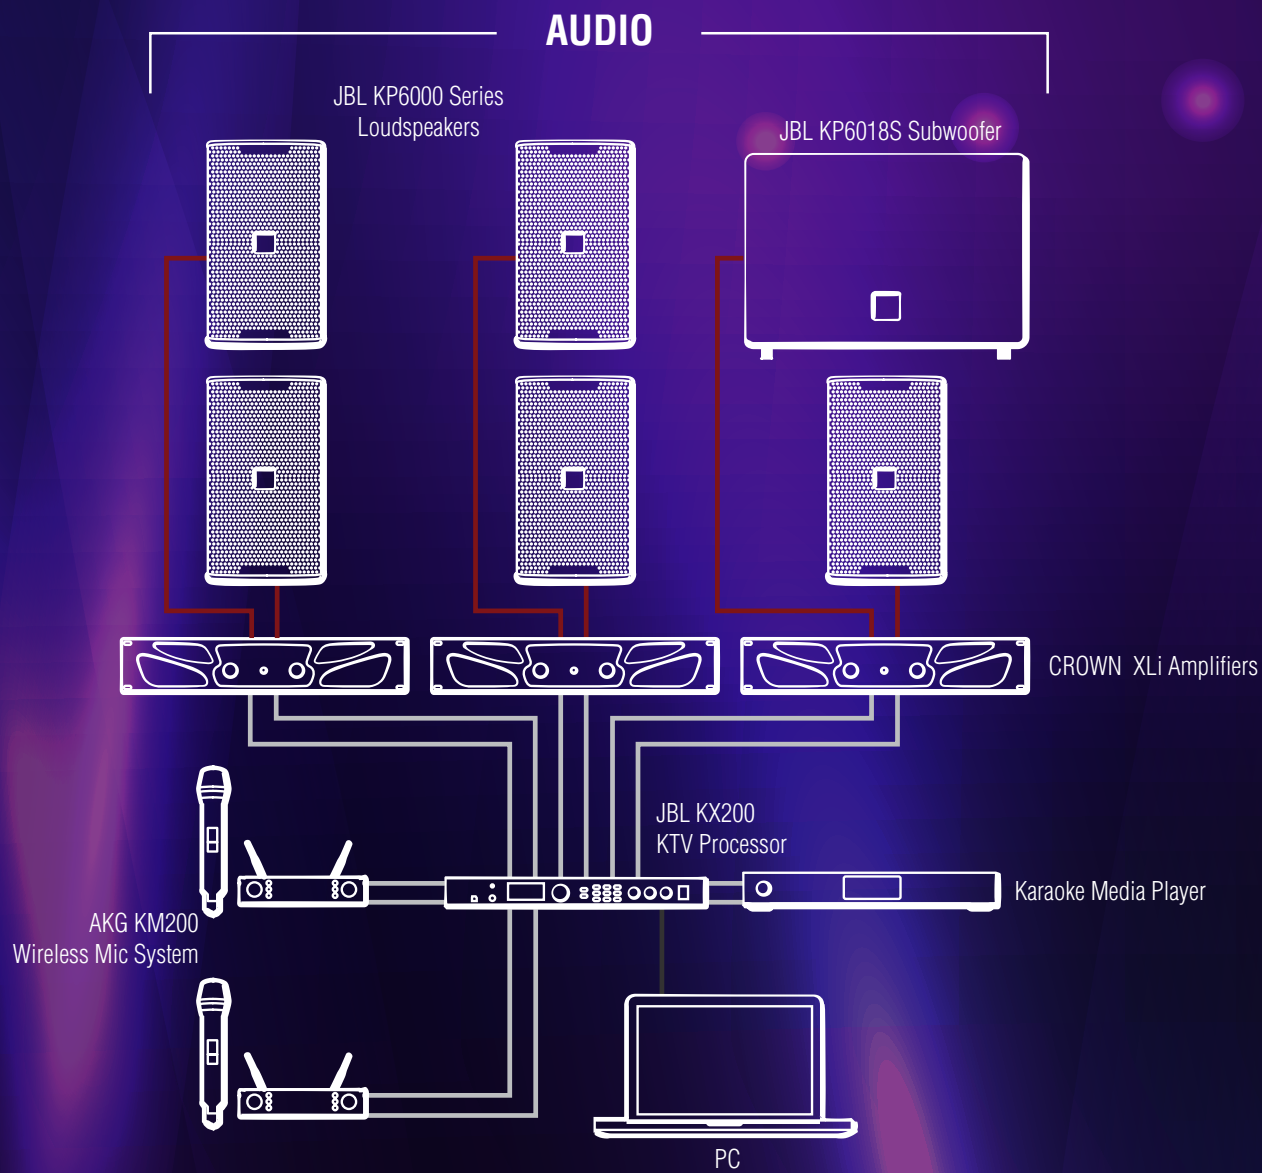 AUDIO
JBL KP6000 Series
Loudspeakers
JBL KP6018S Subwoofer
CROWN XLi Amplifiers
JBL KX200
KTV Processor
Karaoke Media Player
AKG KM200
Wireless Mic System
PC